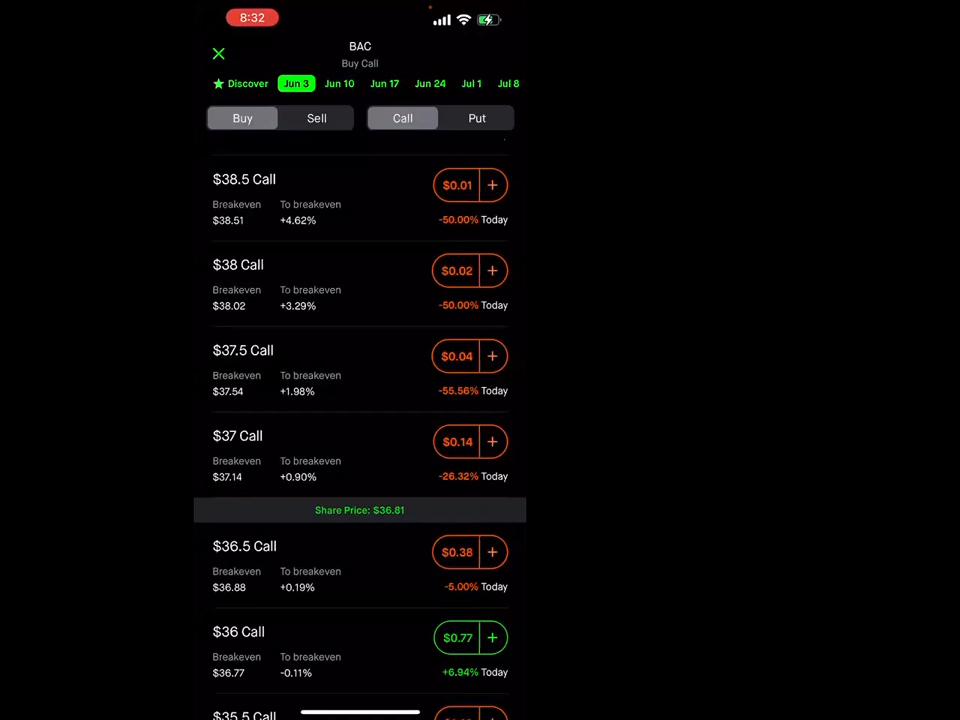 8:32
BAC
Buy Call
Discover Jun 3 Jun 10 Jun 17 Jun 24 Jul 1 Jul 8
Buy Sell Call Put
$38.5 Call
$0.01 +
Breakeven To breakeven
$38.51 +4.62%
-50.00% Today
$38 Call
$0.02 +
Breakeven To breakeven
$38.02 +3.29%
-50.00% Today
$37.5 Call
$0.04 +
Breakeven To breakeven
$37.54 +1.98%
-55.56% Today
$37 Call
$0.14 +
Breakeven To breakeven
$37.14 +0.90%
-26.32% Today
Share Price: $36.81
$36.5 Call
$0.38 +
Breakeven To breakeven
$36.88 +0.19%
-5.00% Today
$36 Call
$0.77 +
Breakeven To breakeven
$36.77 -0.11%
+6.94% Today
$35.5 Call